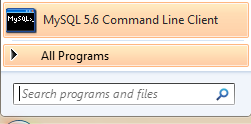 MySQL 5.6 Command Line Client
All Programs
Search programs and files